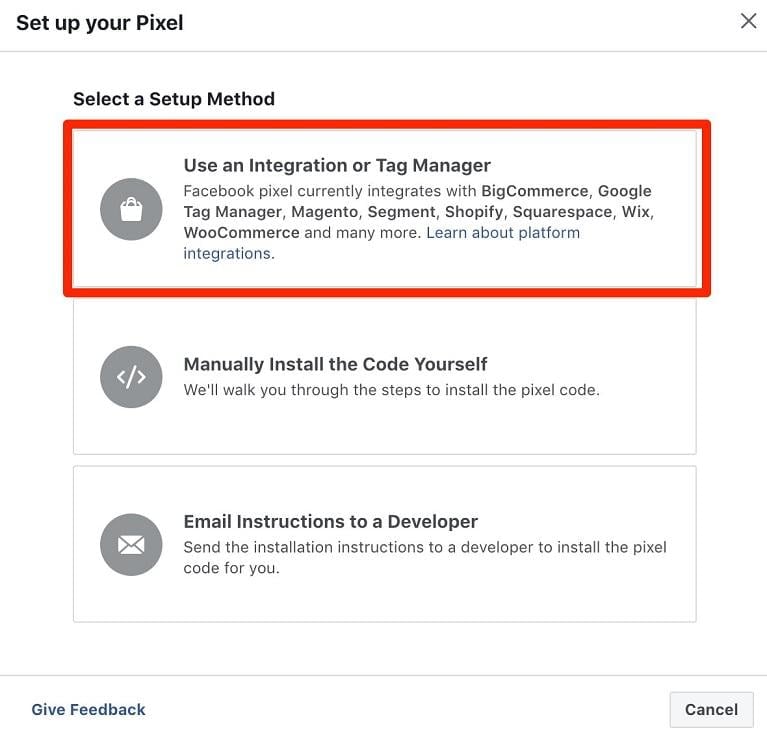 Set up your Pixel
Select a Setup Method
Use an Integration or Tag Manager
Facebook pixel currently integrates with BigCommerce, Google
Tag Manager, Magento, Segment, Shopify, Squarespace, Wix,
WooCommerce and many more. Learn about platform
integrations.
</>
Manually Install the Code Yourself
We'll walk you through the steps to install the pixel code.
Email Instructions to a Developer
Send the installation instructions to a developer to install the pixel
code for you.
Give Feedback
Cancel